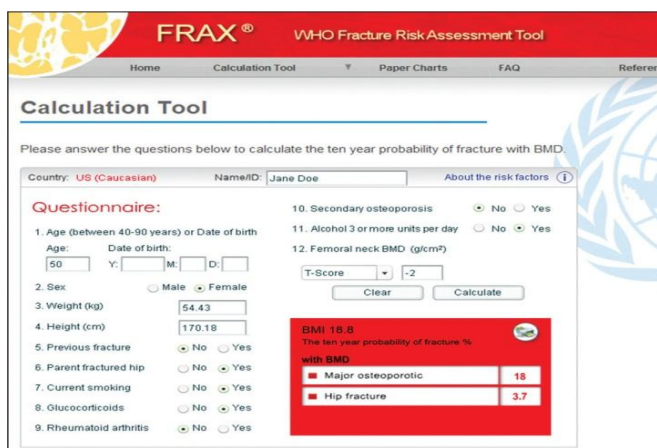 FRAX ® WHO Fracture Risk Assessment Tool
Home Calculation Tool ▼ Paper Charts FAQ
Calculation Tool
Please answer the questions below to calculate the ten year probability of fracture with BMD.
Country: US (Caucasian) Name/ID: Jane Doe About the risk factors i
Questionnaire:
1. Age (between 40-90 years) or Date of birth
Age: Date of birth:
50 Y: M: D:
2. Sex Male Female
3. Weight (kg) 54.43
4. Height (cm) 170.18
5. Previous fracture No Yes
6. Parent fractured hip No Yes
7. Current smoking No Yes
8. Glucocorticoids No Yes
9. Rheumatoid arthritis No Yes
10. Secondary osteoporosis No Yes
11. Alcohol 3 or more units per day No Yes
12. Femoral neck BMD (g/cm²)
T-Score -2
Clear Calculate
BMI 18.8
The ten year probability of fracture %
with BMD
Major osteoporotic 18
Hip fracture 3.7